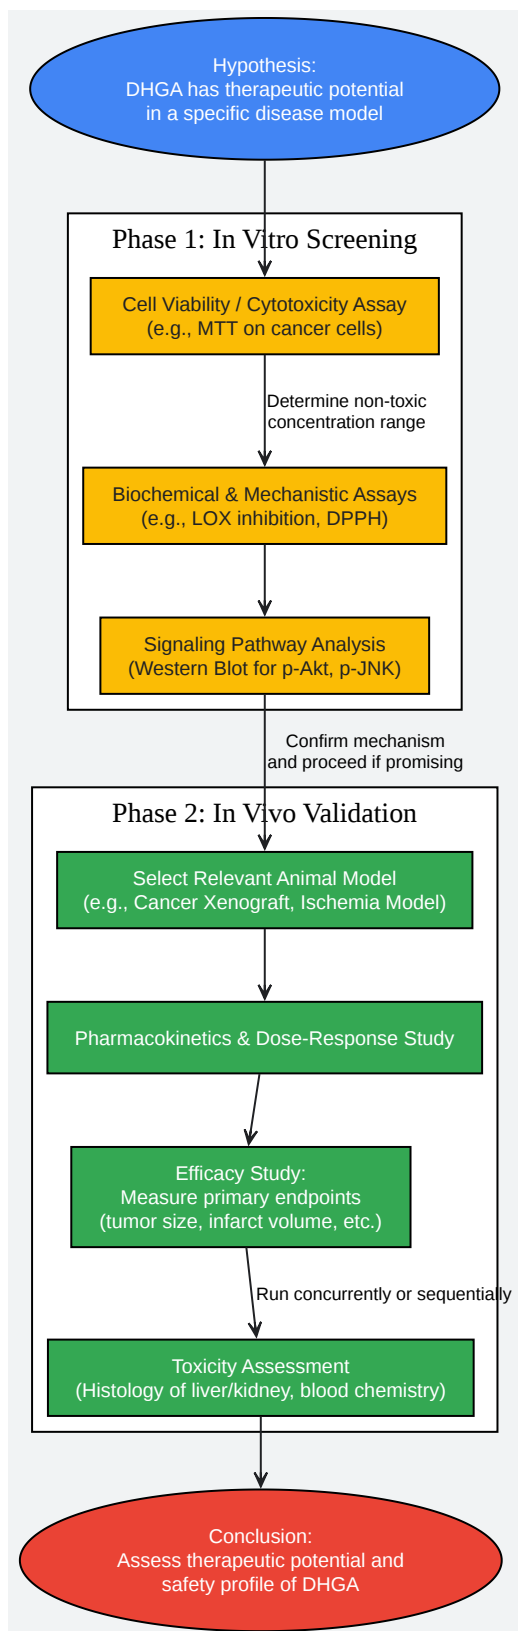 Hypothesis:
DHGA has therapeutic potential
in a specific disease model
Phase 1: In Vitro Screening
Cell Viability / Cytotoxicity Assay
(e.g., MTT on cancer cells)
Determine non-toxic
concentration range
Biochemical & Mechanistic Assays
(e.g., LOX inhibition, DPPH)
Signaling Pathway Analysis
(Western Blot for p-Akt, p-JNK)
Confirm mechanism
and proceed if promising
Phase 2: In Vivo Validation
Select Relevant Animal Model
(e.g., Cancer Xenograft, Ischemia Model)
Pharmacokinetics & Dose-Response Study
Efficacy Study:
Measure primary endpoints
(tumor size, infarct volume, etc.)
Run concurrently or sequentially
Toxicity Assessment
(Histology of liver/kidney, blood chemistry)
Conclusion:
Assess therapeutic potential and
safety profile of DHGA